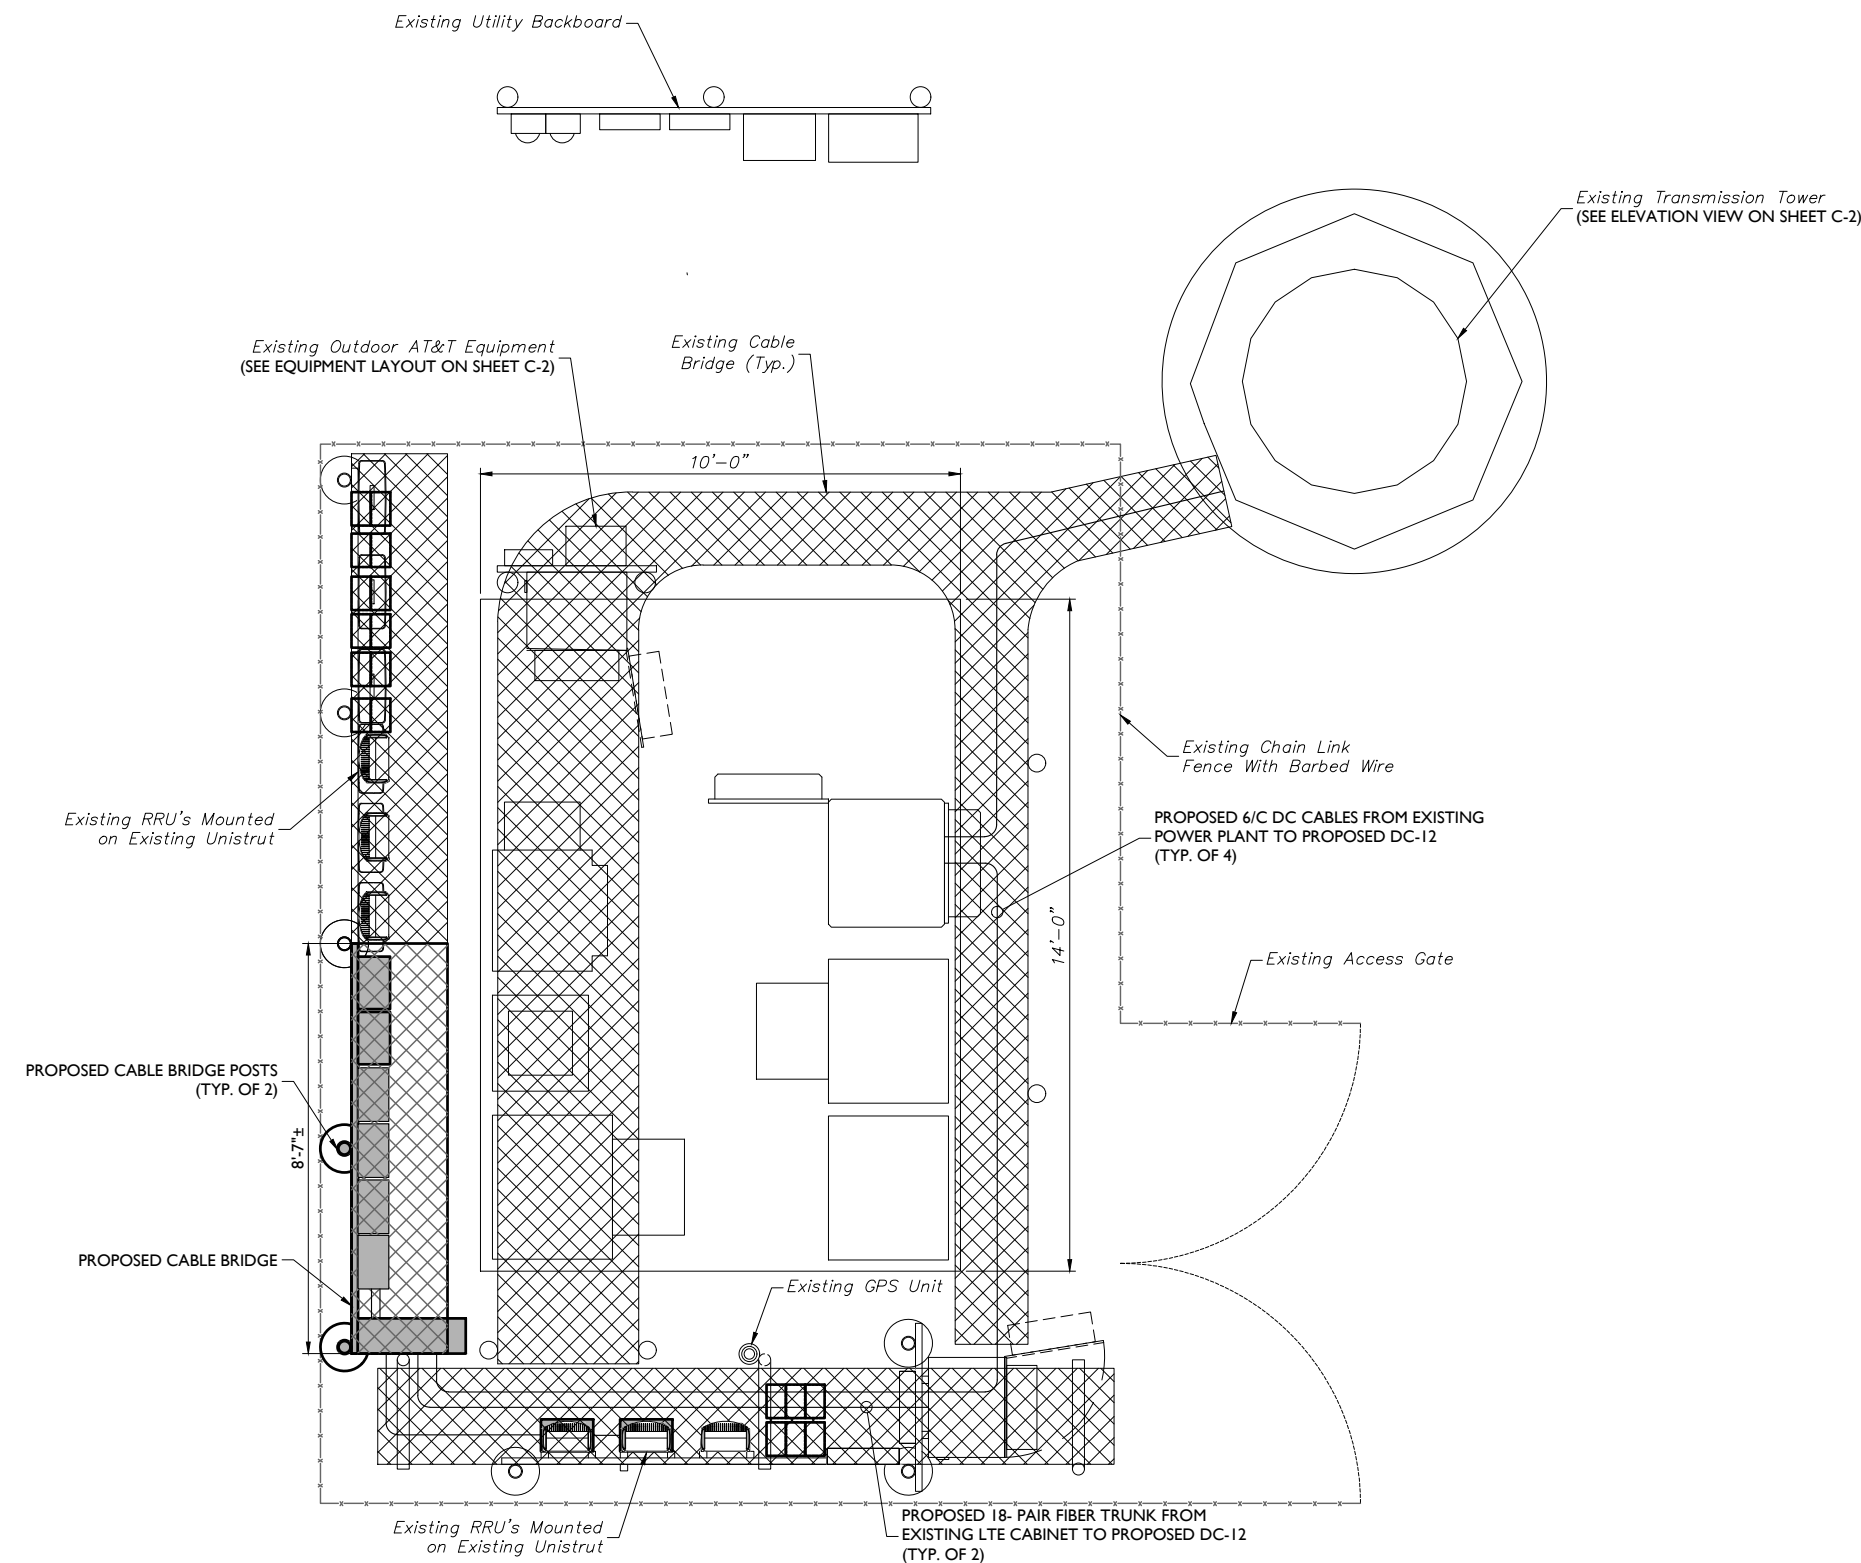 Existing Utility Backboard
Existing Transmission Tower
(SEE ELEVATION VIEW ON SHEET C-2)
Existing Outdoor AT&T Equipment
(SEE EQUIPMENT LAYOUT ON SHEET C-2)
Existing Cable
Bridge (Typ.)
10'-0"
Existing Chain Link
Fence With Barbed Wire
Existing RRU's Mounted
on Existing Unistrut
PROPOSED 6/C DC CABLES FROM EXISTING
POWER PLANT TO PROPOSED DC-12
(TYP. OF 4)
14'-0"
Existing Access Gate
PROPOSED CABLE BRIDGE POSTS
(TYP. OF 2)
8'-7"±
PROPOSED CABLE BRIDGE
Existing GPS Unit
Existing RRU's Mounted
on Existing Unistrut
PROPOSED 18- PAIR FIBER TRUNK FROM
EXISTING LTE CABINET TO PROPOSED DC-12
(TYP. OF 2)